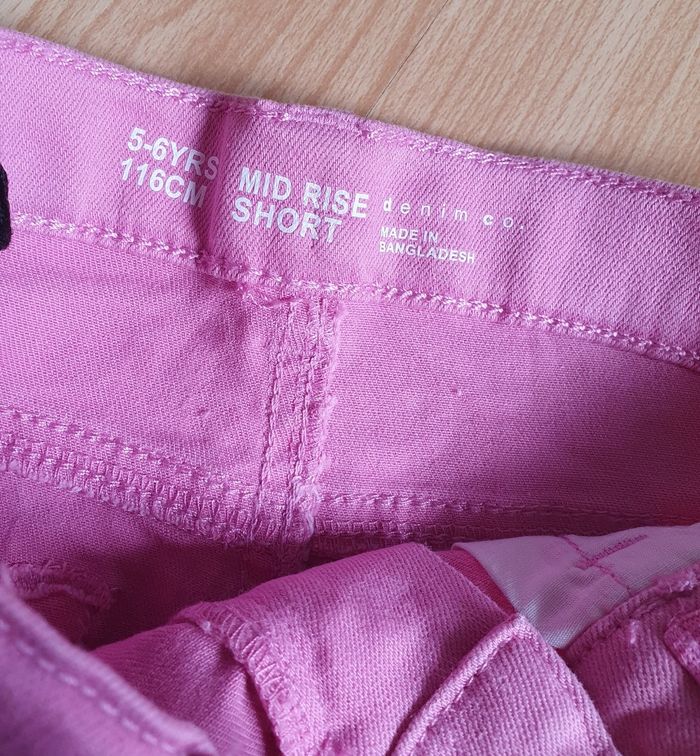 5-6YRS
116CM
MID RISE
SHORT
denim co.
MADE IN
BANGLADESH